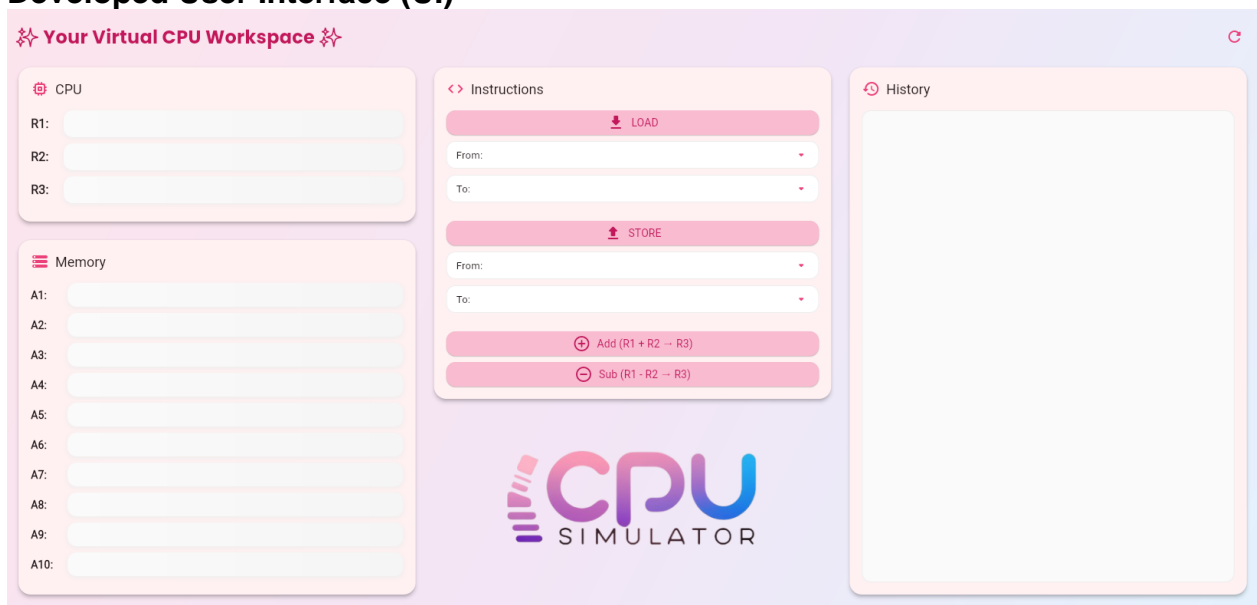 Developed User Interface (UI)
Your Virtual CPU Workspace
CPU
R1:
R2:
R3:
Memory
A1:
A2:
A3:
A4:
A5:
A6:
A7:
A8:
A9:
A10:
Instructions
LOAD
From:
To:
STORE
From:
To:
Add (R1 + R2 → R3)
Sub (R1 - R2 → R3)
CPU
SIMULATOR
History